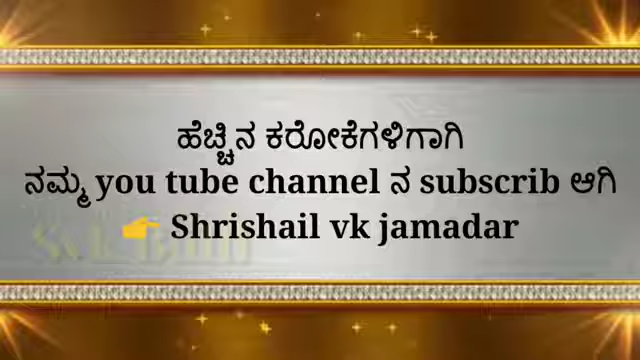 ಹೆಚ್ಚಿನ ಕರೋಕೆಗಳಿಗಾಗಿ
ನಮ್ಮ you tube channel ನ subscrib ಆಗಿ
👉 Shrishail vk jamadar